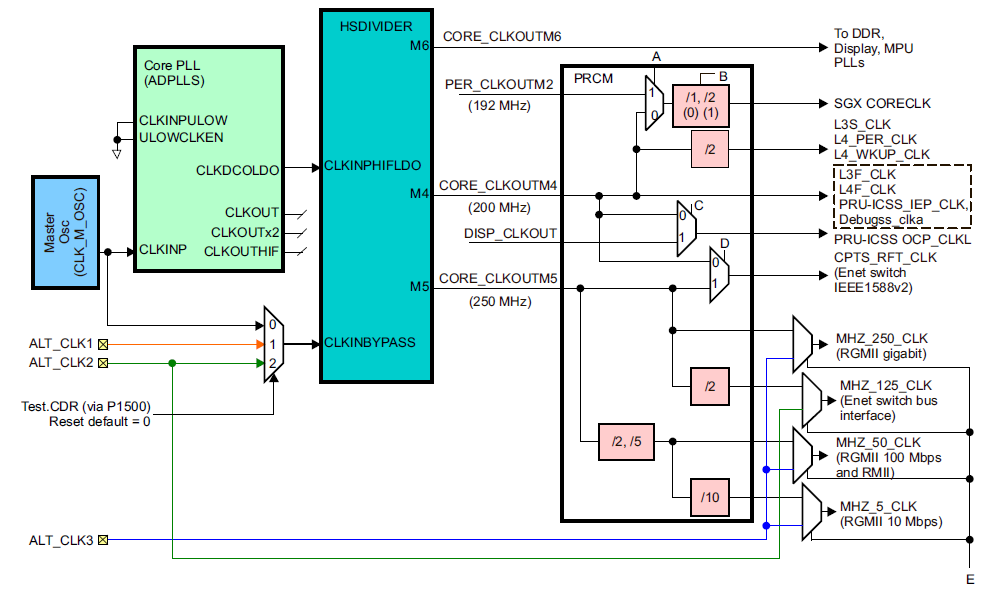 HSDIVIDER
M6
CORE_CLKOUTM6
To DDR,
Display, MPU
PLLs
Core PLL
(ADPLLS)
A
PRCM
B
PER_CLKOUTM2
(192 MHz)
1
0
/1, /2
(0) (1)
SGX CORECLK
CLKINPULOW
ULOWCLKEN
/2
L3S_CLK
L4_PER_CLK
L4_WKUP_CLK
CLKDCOLDO
CLKINPHIFLDO
M4
CORE_CLKOUTM4
(200 MHz)
L3F_CLK
L4F_CLK
PRU-ICSS_IEP_CLK,
Debugss_clka
Master
Osc
(CLK_M_OSC)
CLKOUT
CLKOUTx2
CLKOUTHIF
CLKINP
DISP_CLKOUT
C
0
1
PRU-ICSS OCP_CLKL
D
0
1
CPTS_RFT_CLK
(Enet switch
IEEE1588v2)
M5
CORE_CLKOUTM5
(250 MHz)
ALT_CLK1
ALT_CLK2
0
1
2
CLKINBYPASS
MHZ_250_CLK
(RGMII gigabit)
Test.CDR (via P1500)
Reset default = 0
/2
MHZ_125_CLK
(Enet switch bus
interface)
/2, /5
MHZ_50_CLK
(RGMII 100 Mbps
and RMII)
/10
MHZ_5_CLK
(RGMII 10 Mbps)
ALT_CLK3
E